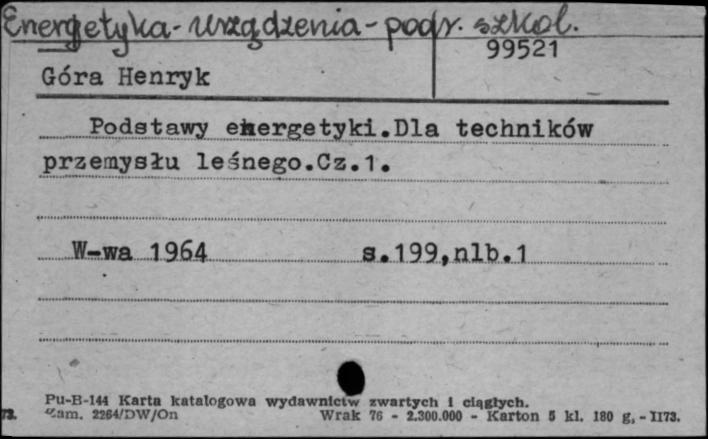 Energetyka - urządzenia - podr. szkol.
99521
Góra Henryk
Podstawy energetyki.Dla techników
przemysłu leśnego.Cz.1.
W-wa 1964 s.199,nlb.1
Pu-B-144 Karta katalogowa wydawnictw zwartych i ciągłych.
Zam. 2264/DW/On Wrak 76 - 2.300.000 - Karton 5 kl. 180 g, - II73.